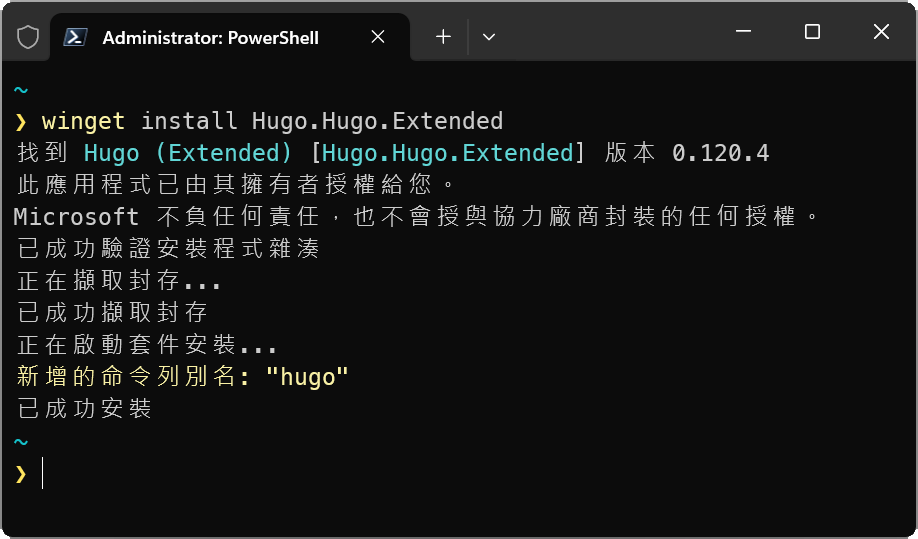 Administrator: PowerShell
~
❯ winget install Hugo.Hugo.Extended
找到 Hugo (Extended) [Hugo.Hugo.Extended] 版本 0.120.4
此應用程式已由其擁有者授權給您。
Microsoft 不負任何責任，也不會授與協力廠商封裝的任何授權。
已成功驗證安裝程式雜湊
正在擷取封存...
已成功擷取封存
正在啟動套件安裝...
新增的命令列別名: "hugo"
已成功安裝
~
❯